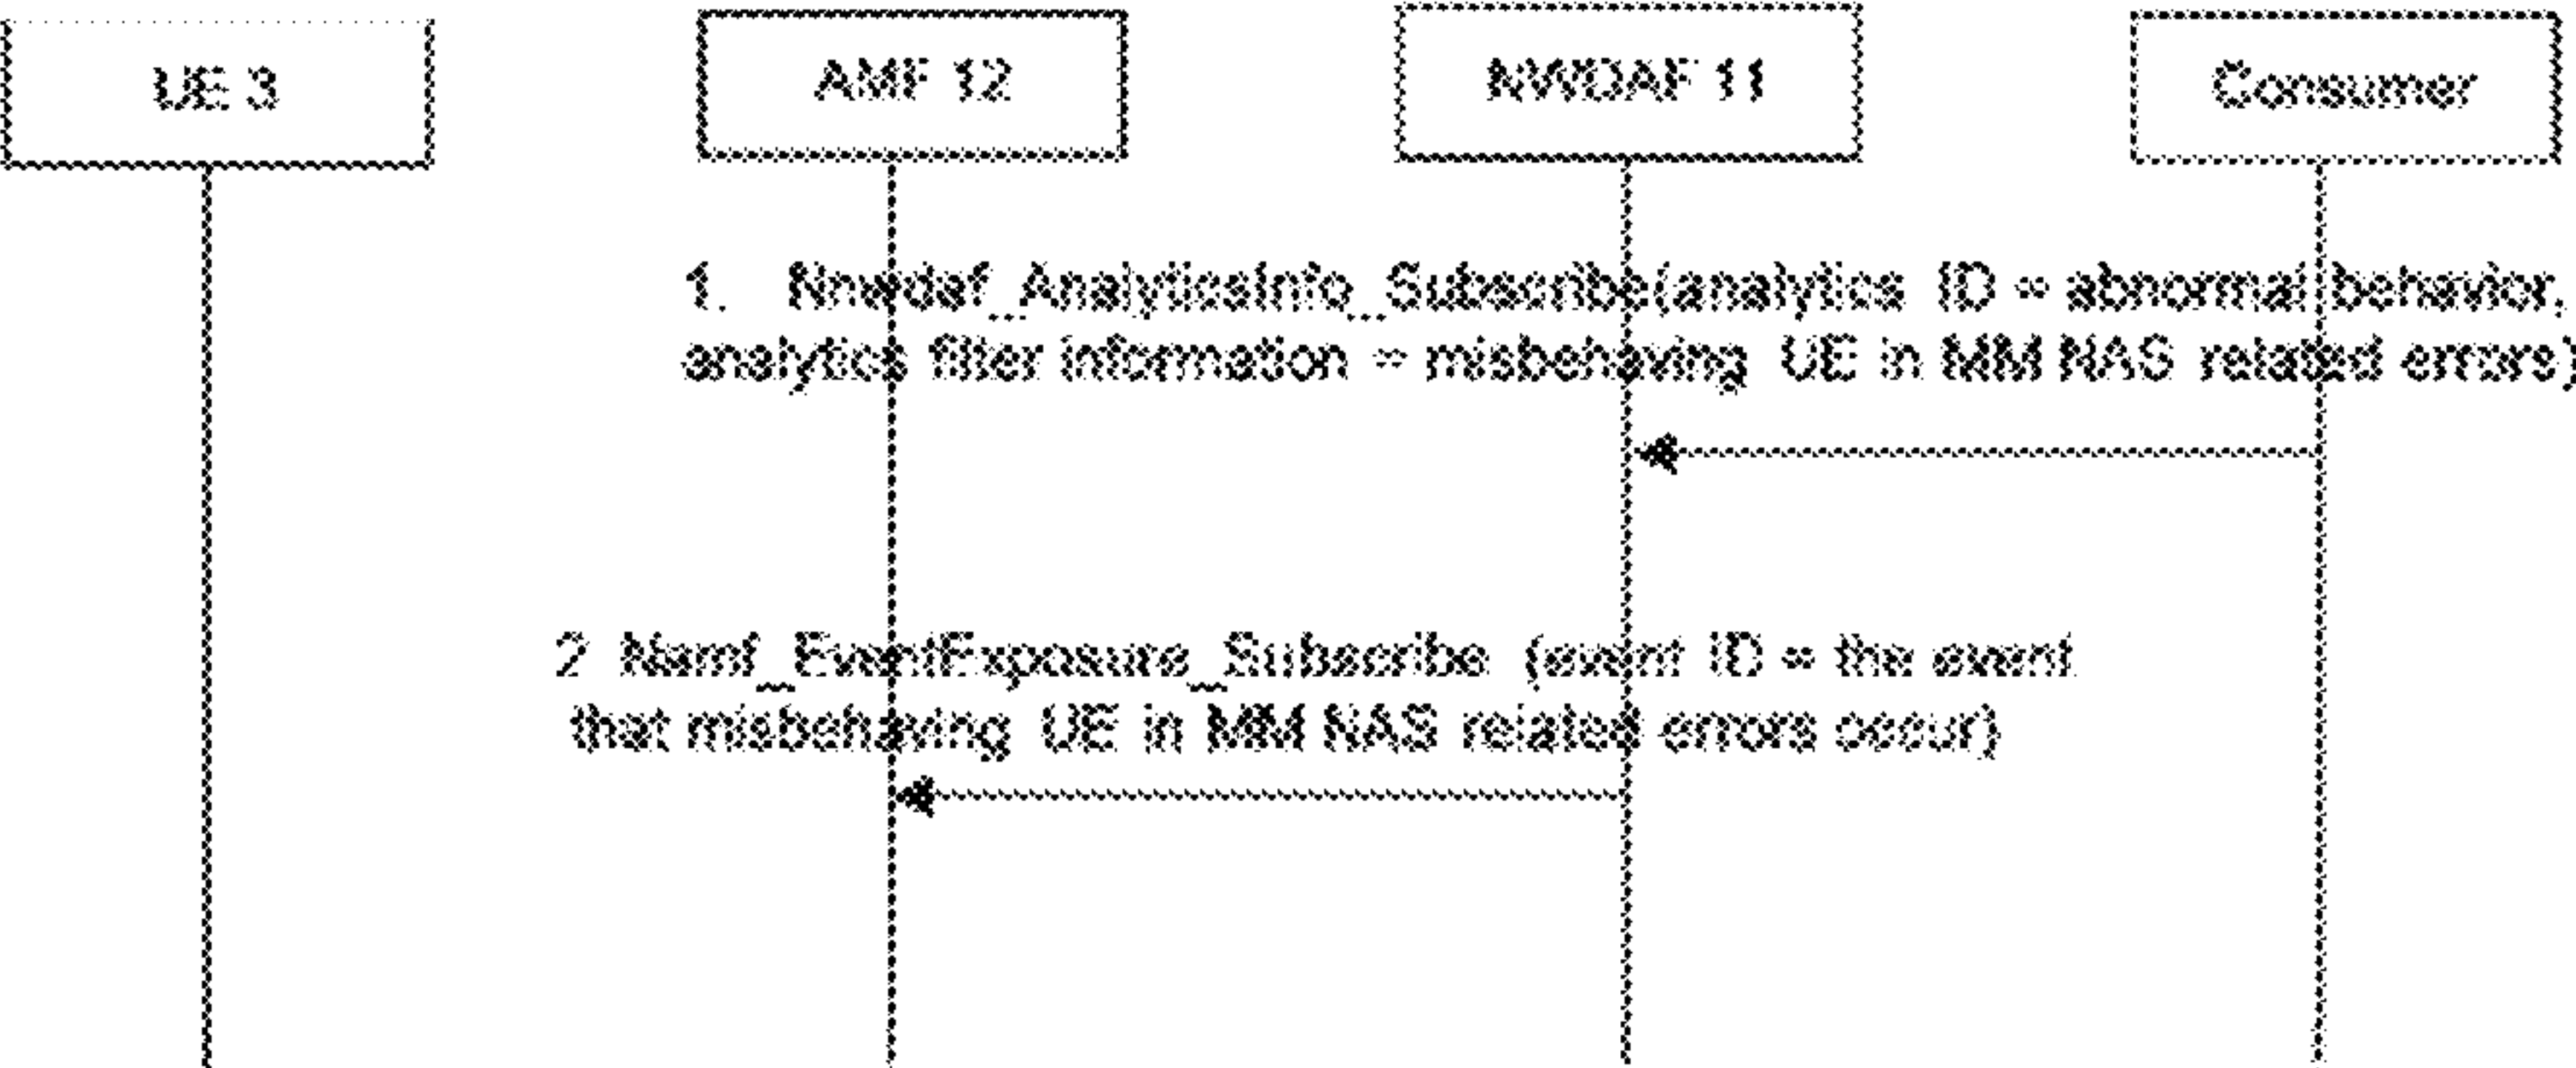 UE 3
AMF 12
NWDAF 11
Consumer
1. Nnwdaf_AnalyticsInfo_Subscribe(analytics ID = abnormal behavior,
analytics filter information = misbehaving UE in MM NAS related errors)
2 Namf_EventExposure_Subscribe (event ID = the event
that misbehaving UE in MM NAS related errors occur)